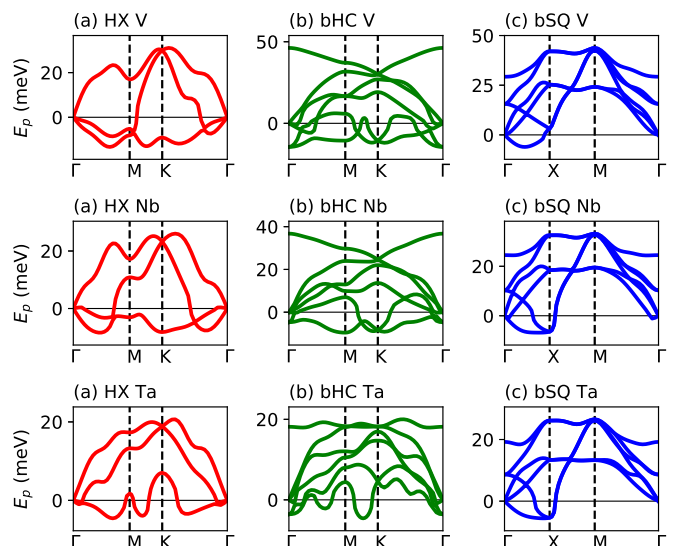 (a) HX V (b) bHC V (c) bSQ V
E_p (meV)
20
0
50
0
50
25
0
Γ M K Γ Γ M K Γ Γ X M Γ
(a) HX Nb (b) bHC Nb (c) bSQ Nb
E_p (meV)
20
0
40
20
0
20
0
Γ M K Γ Γ M K Γ Γ X M Γ
(a) HX Ta (b) bHC Ta (c) bSQ Ta
E_p (meV)
20
0
20
10
0
20
0
Γ M K Γ Γ M K Γ Γ X M Γ